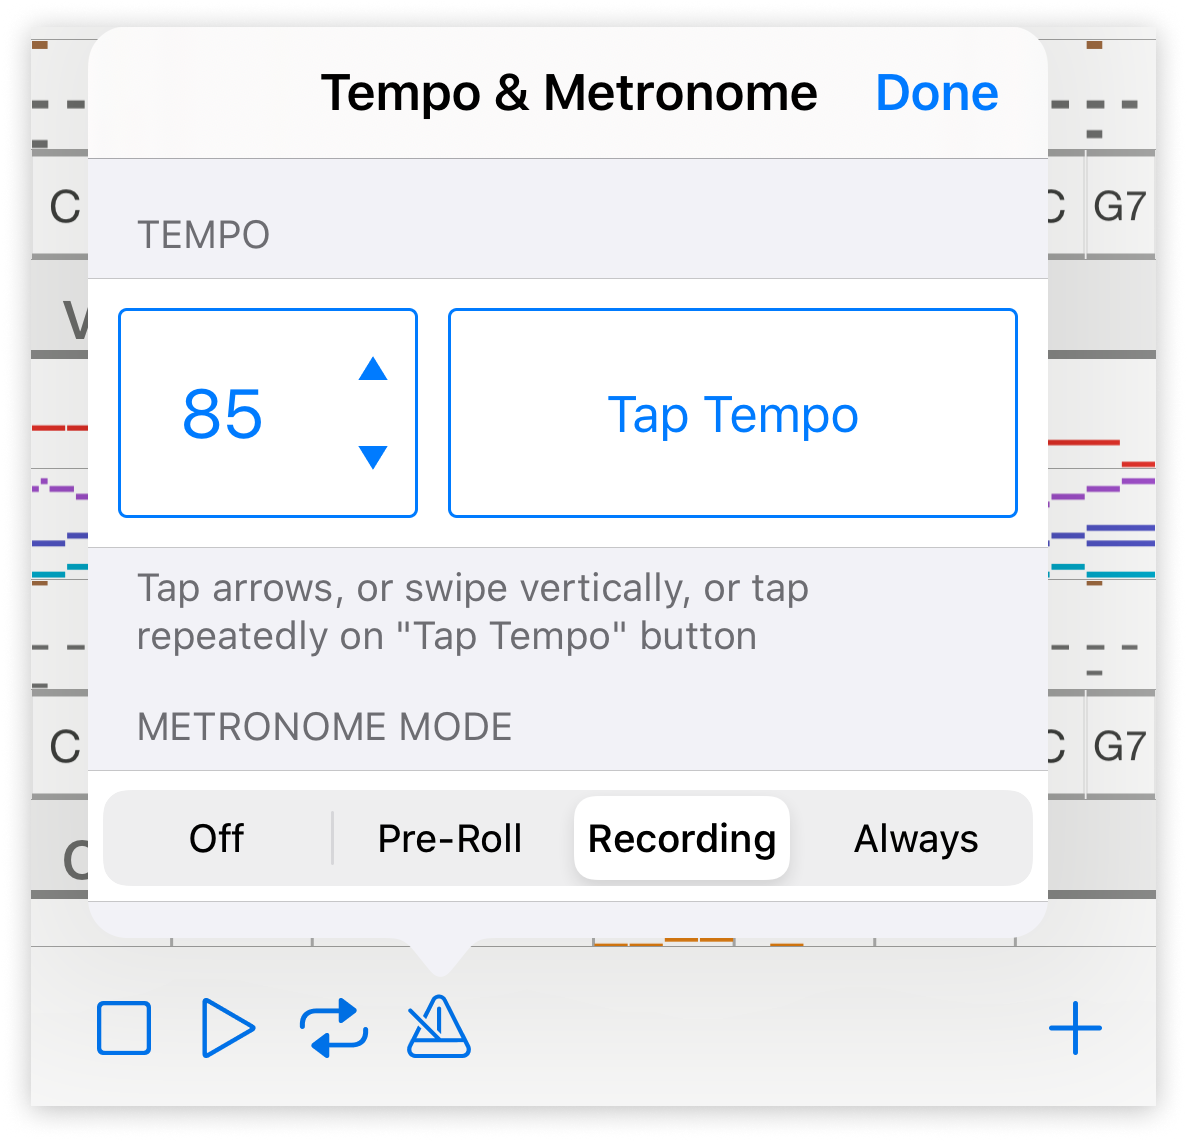 Tempo & Metronome Done
C
C G7
TEMPO
V
85
Tap Tempo
Tap arrows, or swipe vertically, or tap
repeatedly on "Tap Tempo" button
METRONOME MODE
C
C G7
Off Pre-Roll Recording Always